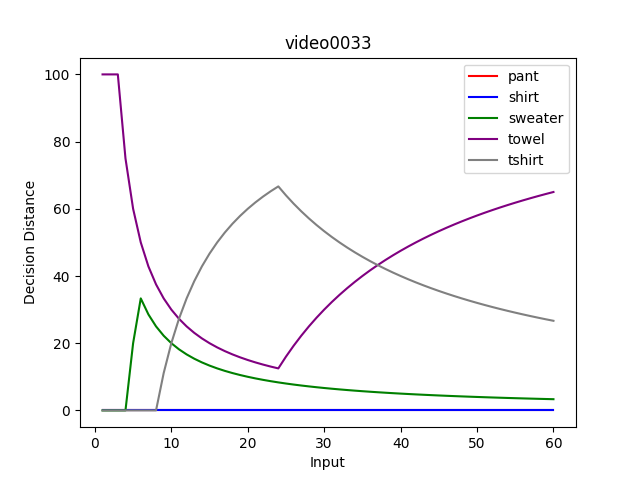 video0033
Decision Distance
100
80
60
40
20
0
pant
shirt
sweater
towel
tshirt
0 10 20 30 40 50 60
Input